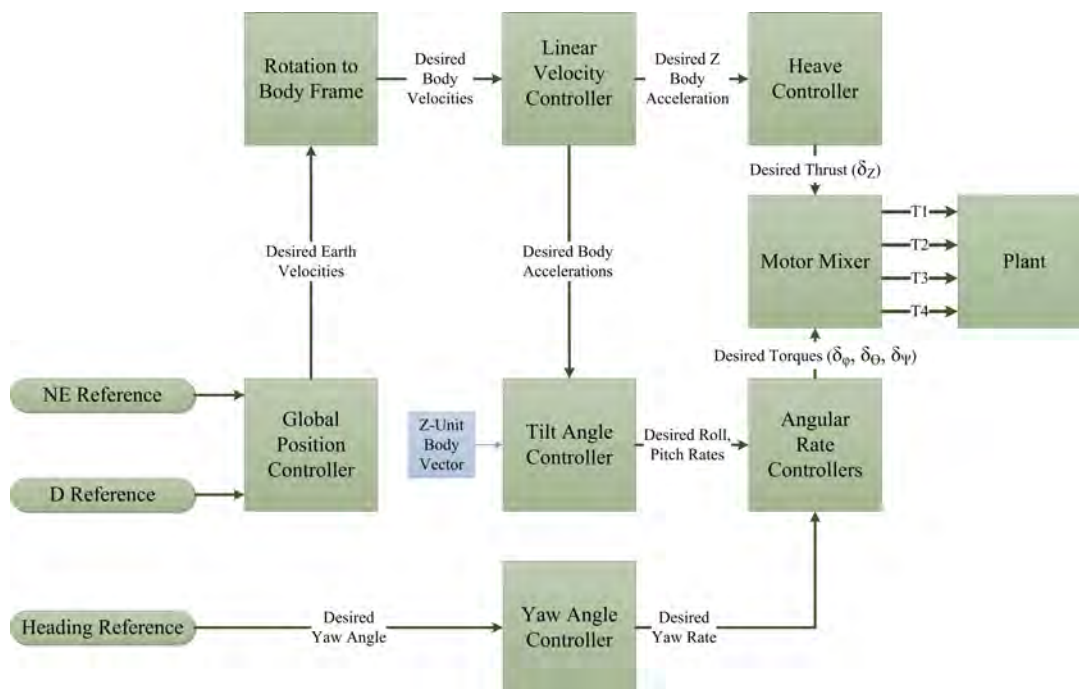 Rotation to
Body Frame
Desired
Body
Velocities
Linear
Velocity
Controller
Desired Z
Body
Acceleration
Heave
Controller
Desired Thrust (δZ)
Motor Mixer
T1
T2
T3
T4
Plant
Desired Earth
Velocities
Desired Body
Accelerations
Desired Torques (δφ, δΘ, δΨ)
NE Reference
D Reference
Global
Position
Controller
Z-Unit
Body
Vector
Tilt Angle
Controller
Desired Roll,
Pitch Rates
Angular
Rate
Controllers
Heading Reference
Desired
Yaw Angle
Yaw Angle
Controller
Desired
Yaw Rate